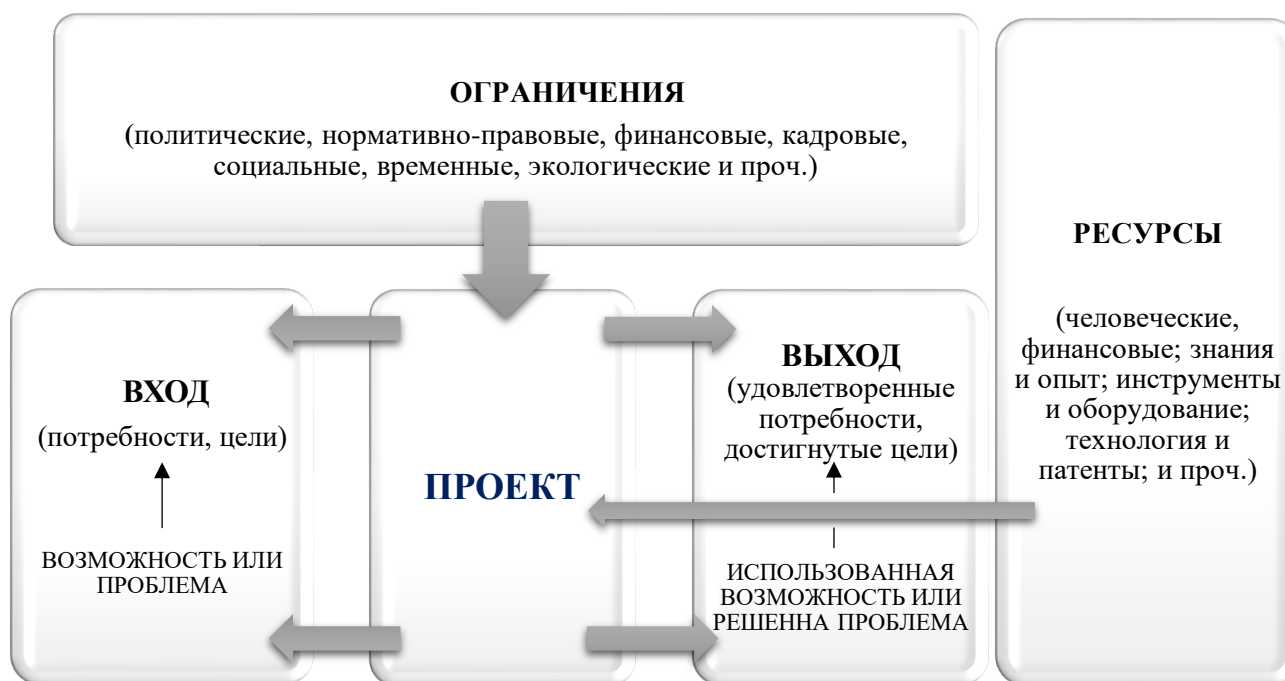 ОГРАНИЧЕНИЯ
(политические, нормативно-правовые, финансовые, кадровые,
социальные, временные, экологические и проч.)
РЕСУРСЫ
(человеческие,
финансовые; знания
и опыт; инструменты
и оборудование;
технология и
патенты; и проч.)
ВХОД
(потребности, цели)
ВОЗМОЖНОСТЬ ИЛИ
ПРОБЛЕМА
ПРОЕКТ
ВЫХОД
(удовлетворенные
потребности,
достигнутые цели)
ИСПОЛЬЗОВАННАЯ
ВОЗМОЖНОСТЬ ИЛИ
РЕШЕННА ПРОБЛЕМА